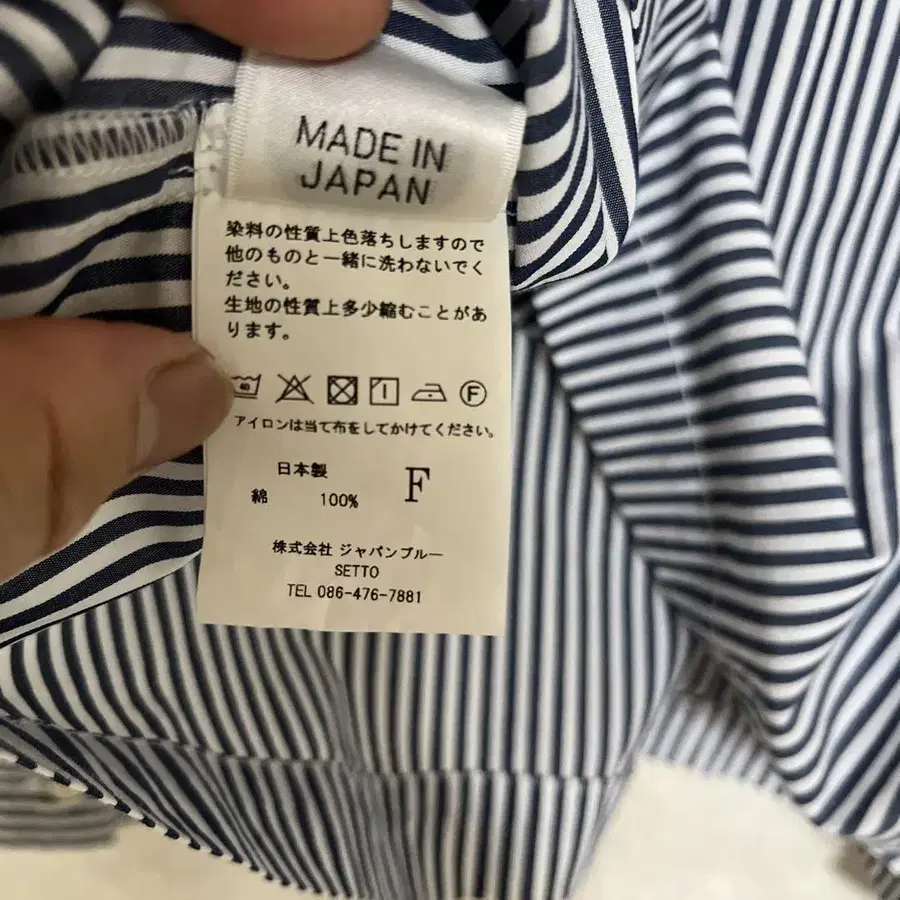 MADE IN
JAPAN
染料の性質上色落ちしますので
他のものと一緒に洗わないでく
ださい。
生地の性質上多少縮むことがあ
ります。
40 F
アイロンは当て布をしてかけてください。
日本製
綿 100% F
株式会社 ジャパンブルー
SETTO
TEL 086-476-7881